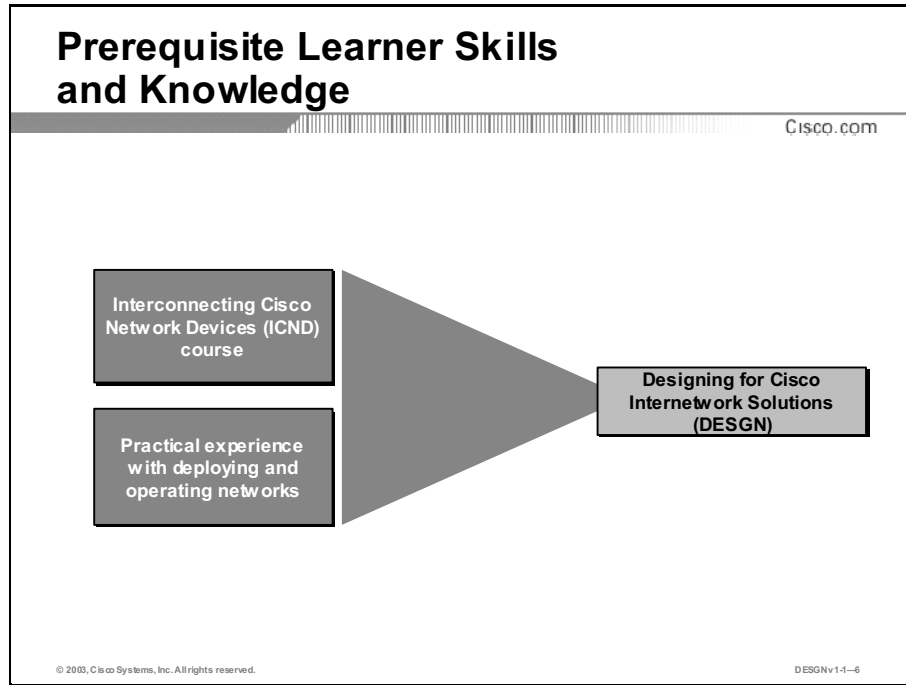 Prerequisite Learner Skills
and Knowledge
Cisco.com
Interconnecting Cisco
Network Devices (ICND)
course
Practical experience
with deploying and
operating networks
Designing for Cisco
Internetwork Solutions
(DESGN)
© 2003, Cisco Systems, Inc. All rights reserved.
DESGN v1-1—6